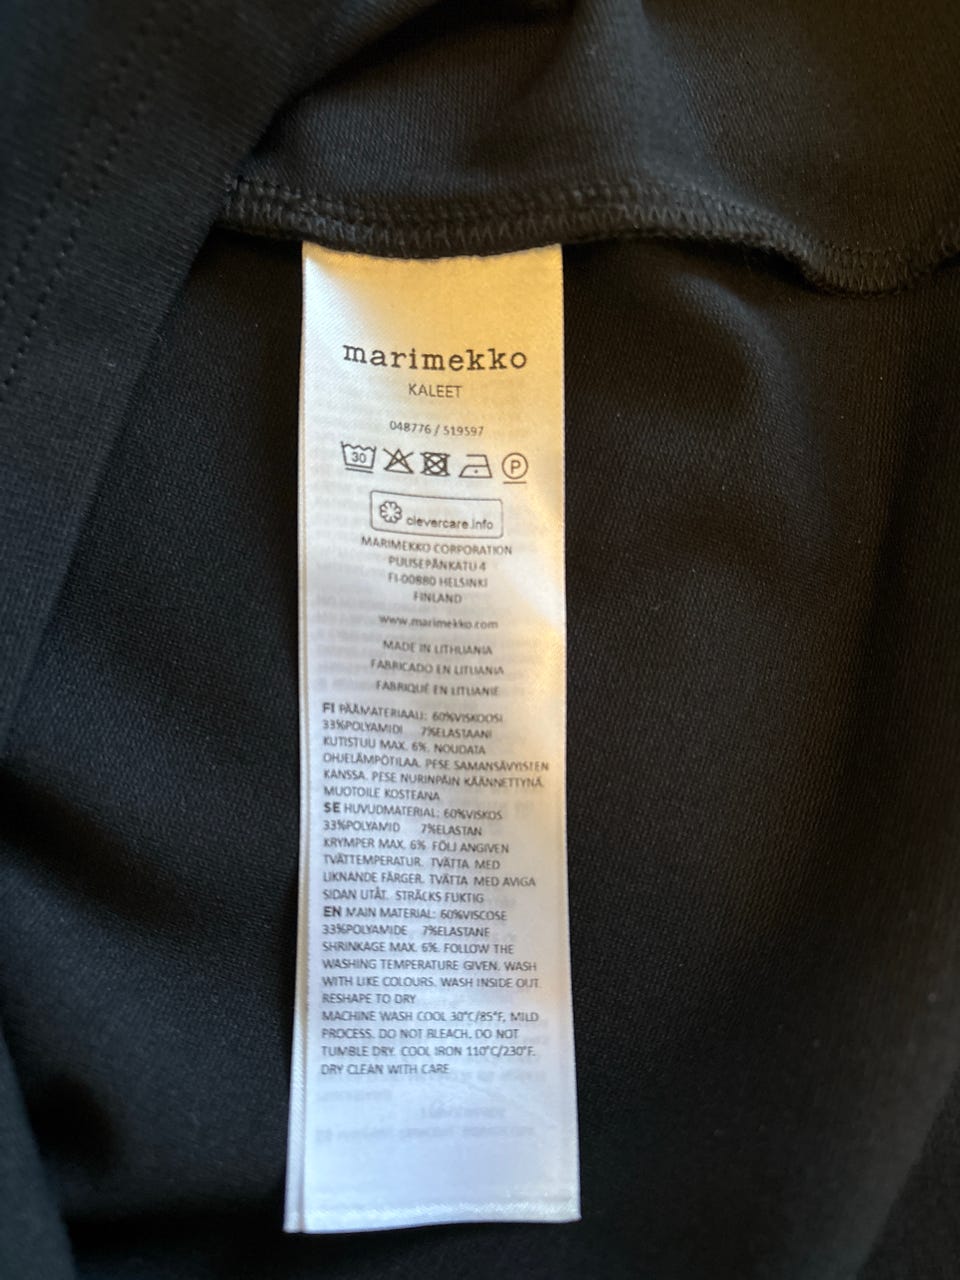 marimekko
KALEET
048776 / 519597
30 P
clevercare.info
MARIMEKKO CORPORATION
PUUSEPÄNKATU 4
FI-00880 HELSINKI
FINLAND
www.marimekko.com
MADE IN LITHUANIA
FABRICADO EN LITUANIA
FABRIQUÉ EN LITUANIE
FI PÄÄMATERIAALI: 60%VISKOOSI
33%POLYAMIDI 7%ELASTAANI
KUTISTUU MAX. 6%. NOUDATA
OHJELÄMPÖTILAA. PESE SAMANSÄVYISTEN
KANSSA. PESE NURINPÄIN KÄÄNNETTYNÄ.
MUOTOILE KOSTEANA
SE HUVUDMATERIAL: 60%VISKOS
33%POLYAMID 7%ELASTAN
KRYMPER MAX. 6%. FÖLJ ANGIVEN
TVÄTTEMPERATUR. TVÄTTA MED
LIKNANDE FÄRGER. TVÄTTA MED AVIGA
SIDAN UTÅT. STRÄCKS FUKTIG
EN MAIN MATERIAL: 60%VISCOSE
33%POLYAMIDE 7%ELASTANE
SHRINKAGE MAX. 6%. FOLLOW THE
WASHING TEMPERATURE GIVEN. WASH
WITH LIKE COLOURS. WASH INSIDE OUT.
RESHAPE TO DRY
MACHINE WASH COOL 30°C/85°F, MILD
PROCESS. DO NOT BLEACH. DO NOT
TUMBLE DRY. COOL IRON 110°C/230°F.
DRY CLEAN WITH CARE